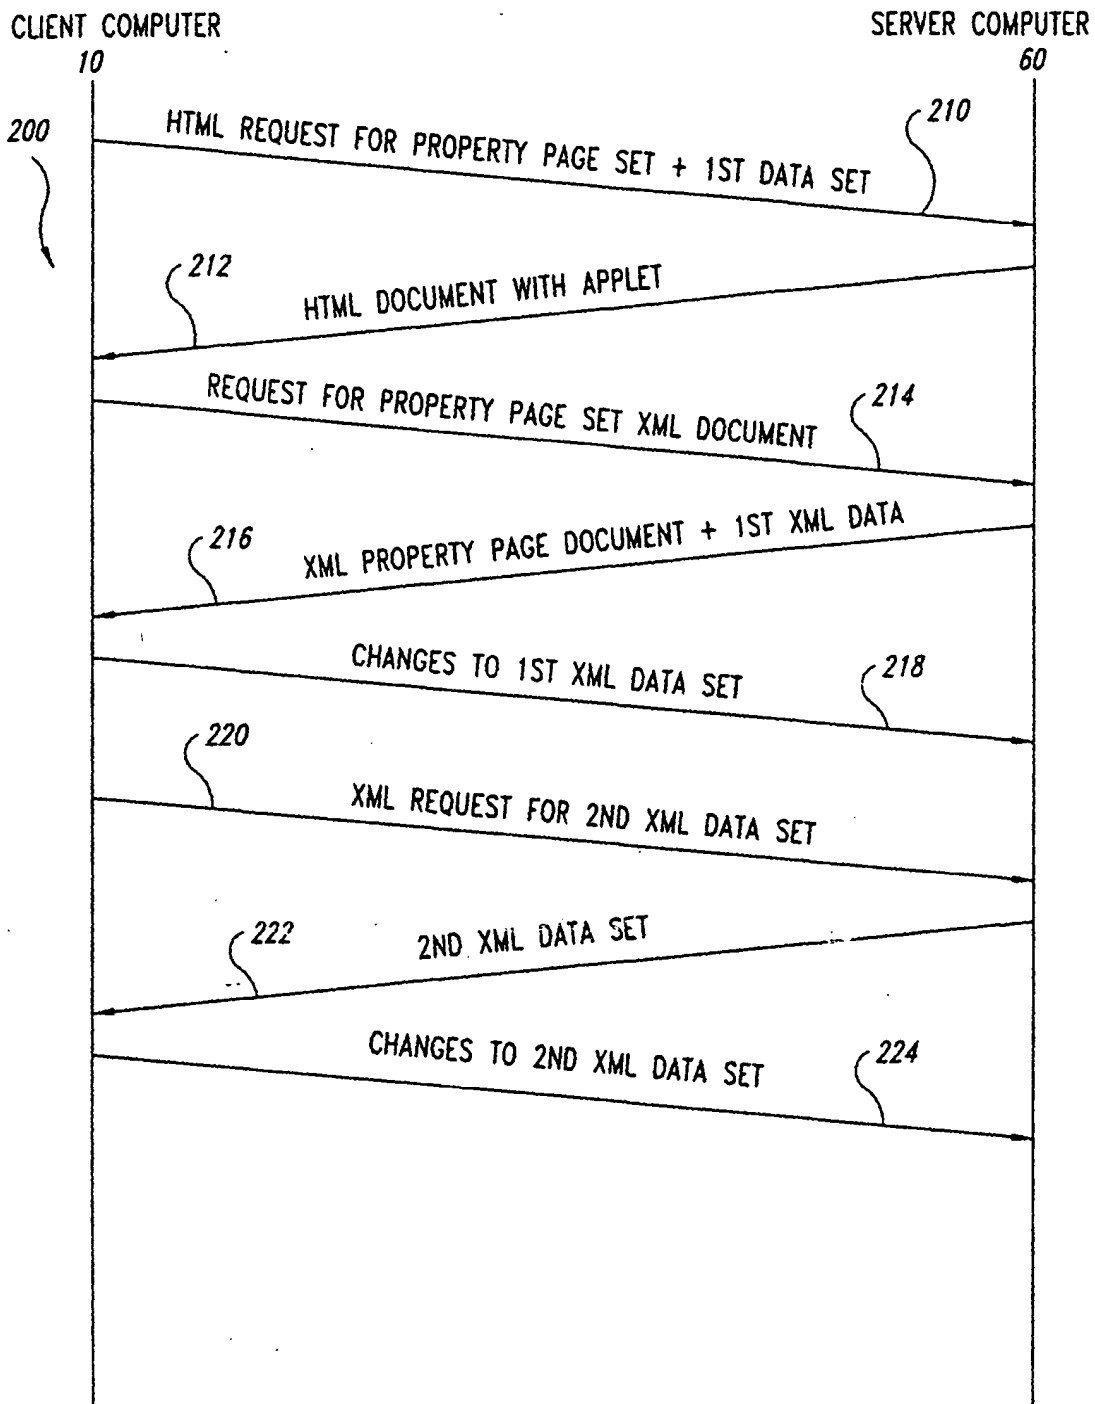 CLIENT COMPUTER
10
SERVER COMPUTER
60
200
HTML REQUEST FOR PROPERTY PAGE SET + 1ST DATA SET
210
212
HTML DOCUMENT WITH APPLET
REQUEST FOR PROPERTY PAGE SET XML DOCUMENT
214
216
XML PROPERTY PAGE DOCUMENT + 1ST XML DATA
CHANGES TO 1ST XML DATA SET
218
220
XML REQUEST FOR 2ND XML DATA SET
222
2ND XML DATA SET
CHANGES TO 2ND XML DATA SET
224